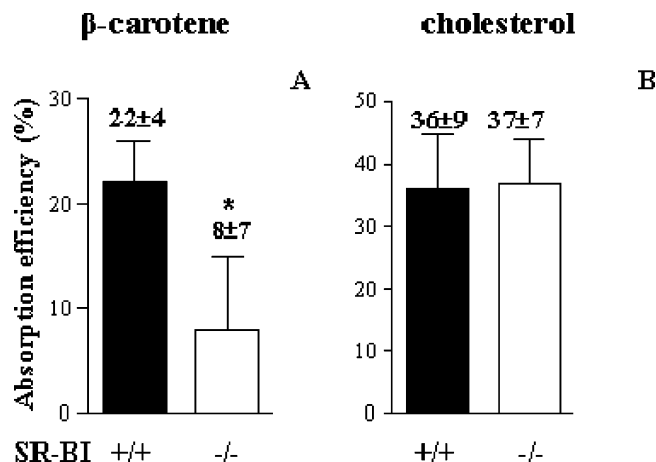 β-carotene
cholesterol
A
B
Absorption efficiency (%)
30
20
10
0
22±4
*
8±7
50
40
30
20
10
0
36±9 37±7
SR-BI +/+ -/- +/+ -/-